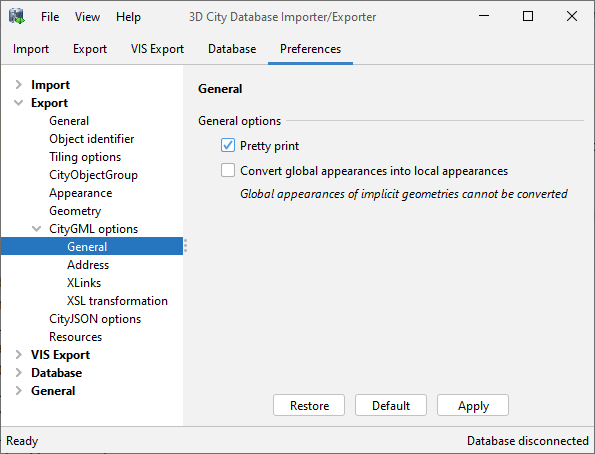 File View Help 3D City Database Importer/Exporter
Import Export VIS Export Database Preferences
Import
Export
General
Object identifier
Tiling options
CityObjectGroup
Appearance
Geometry
CityGML options
General
Address
XLinks
XSL transformation
CityJSON options
Resources
VIS Export
Database
General
General
General options
Pretty print
Convert global appearances into local appearances
Global appearances of implicit geometries cannot be converted
Restore Default Apply
Ready Database disconnected